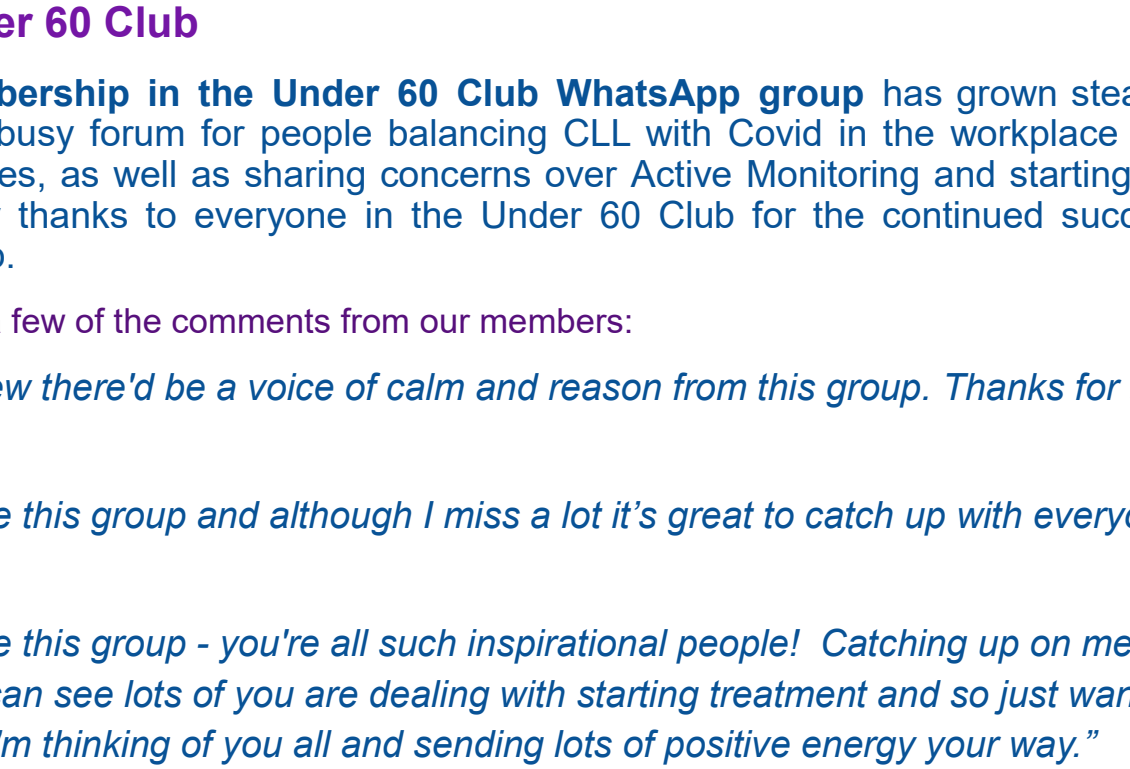 er 60 Club
bership in the Under 60 Club WhatsApp group has grown stea
busy forum for people balancing CLL with Covid in the workplace
es, as well as sharing concerns over Active Monitoring and starting
thanks to everyone in the Under 60 Club for the continued succ
.
few of the comments from our members:
ew there'd be a voice of calm and reason from this group. Thanks for
e this group and although I miss a lot it’s great to catch up with everyo
e this group - you're all such inspirational people!  Catching up on me
can see lots of you are dealing with starting treatment and so just wan
'm thinking of you all and sending lots of positive energy your way.”